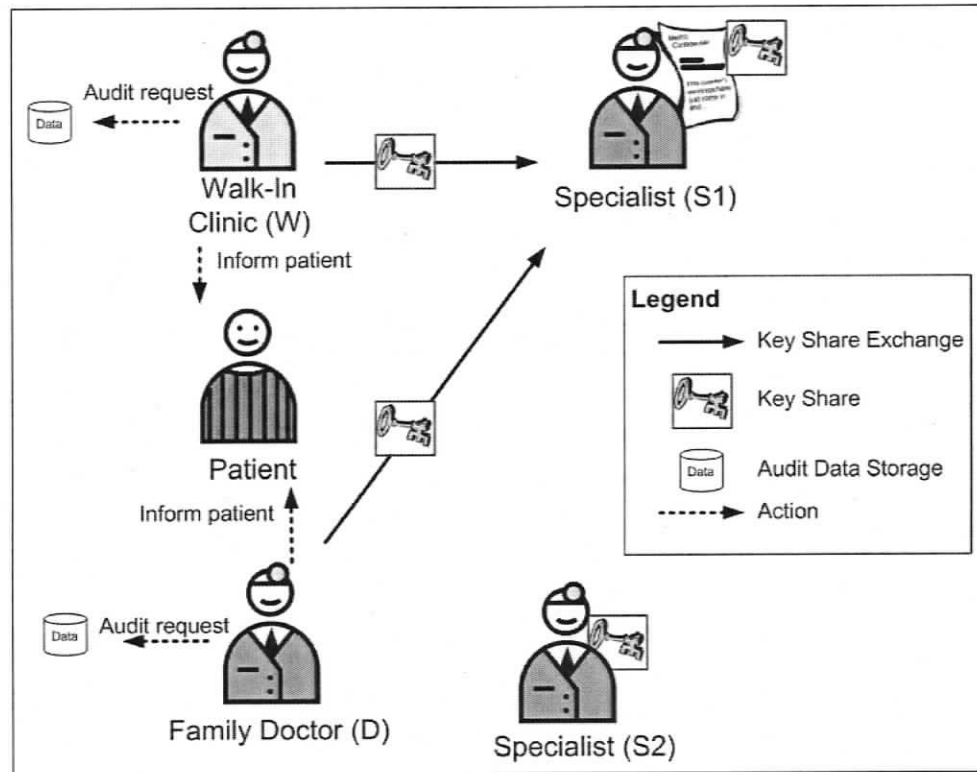 Audit request
Data
Walk-In
Clinic (W)
Inform patient
Specialist (S1)
Patient
Inform patient
Audit request
Data
Family Doctor (D)
Specialist (S2)
Legend
Key Share Exchange
Key Share
Data
Audit Data Storage
Action